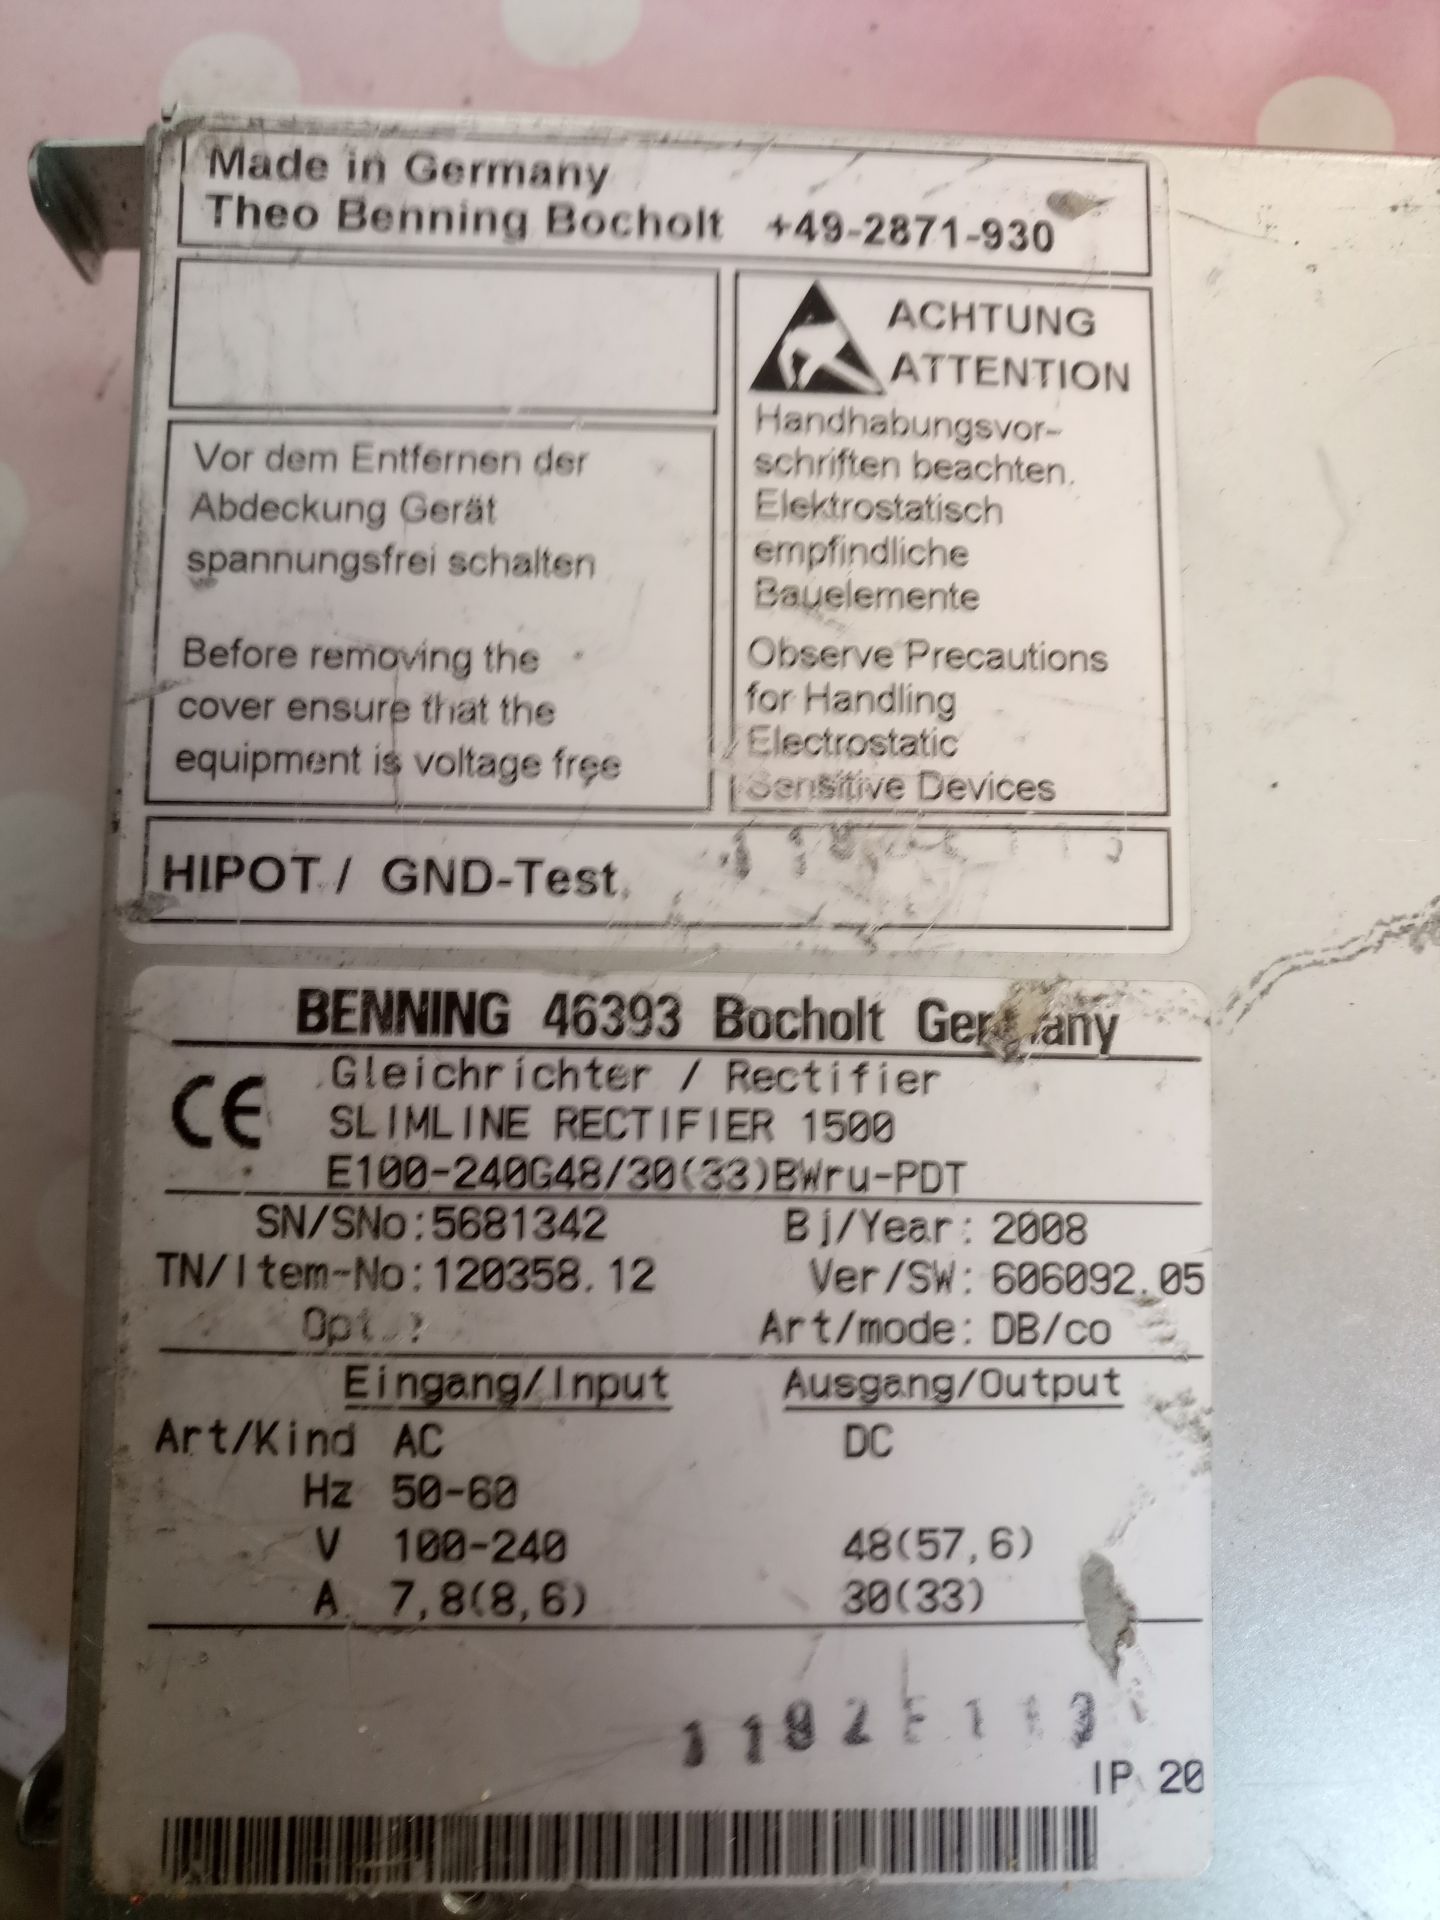 Made in Germany
Theo Benning Bocholt +49-2871-930
ACHTUNG
ATTENTION
Handhabungsvor-
schriften beachten.
Elektrostatisch
empfindliche
Bauelemente
Observe Precautions
for Handling
Electrostatic
Sensitive Devices
Vor dem Entfernen der
Abdeckung Gerät
spannungsfrei schalten
Before removing the
cover ensure that the
equipment is voltage free
HIPOT / GND-Test
BENNING 46393 Bocholt Germany
CE
Gleichrichter / Rectifier
SLIMLINE RECTIFIER 1500
E100-240G48/30(33)BWru-PDT
SN/SNo:5681342 Bj/Year: 2008
TN/Item-No:120358.12 Ver/SW: 606092.05
Opt.: Art/mode: DB/co
Eingang/Input Ausgang/Output
Art/Kind AC DC
Hz 50-60
V 100-240 48(57,6)
A 7,8(8,6) 30(33)
IP 20